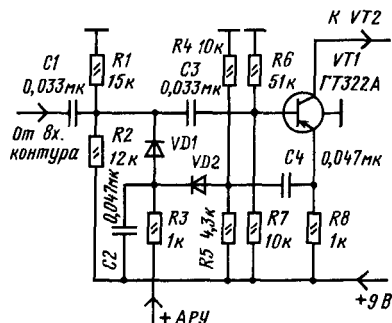 К VT2
C1
0,033мк
R1
15к
R4 10к
C3
0,033мк
R6
51к
VT1
ГТ322А
От вх.
контура
R2
12к
VD1
VD2
C4
0,047мк
0,047мк
C2
R3
1к
R5 4,3к
R7
10к
R8
1к
+9 В
+ АРУ